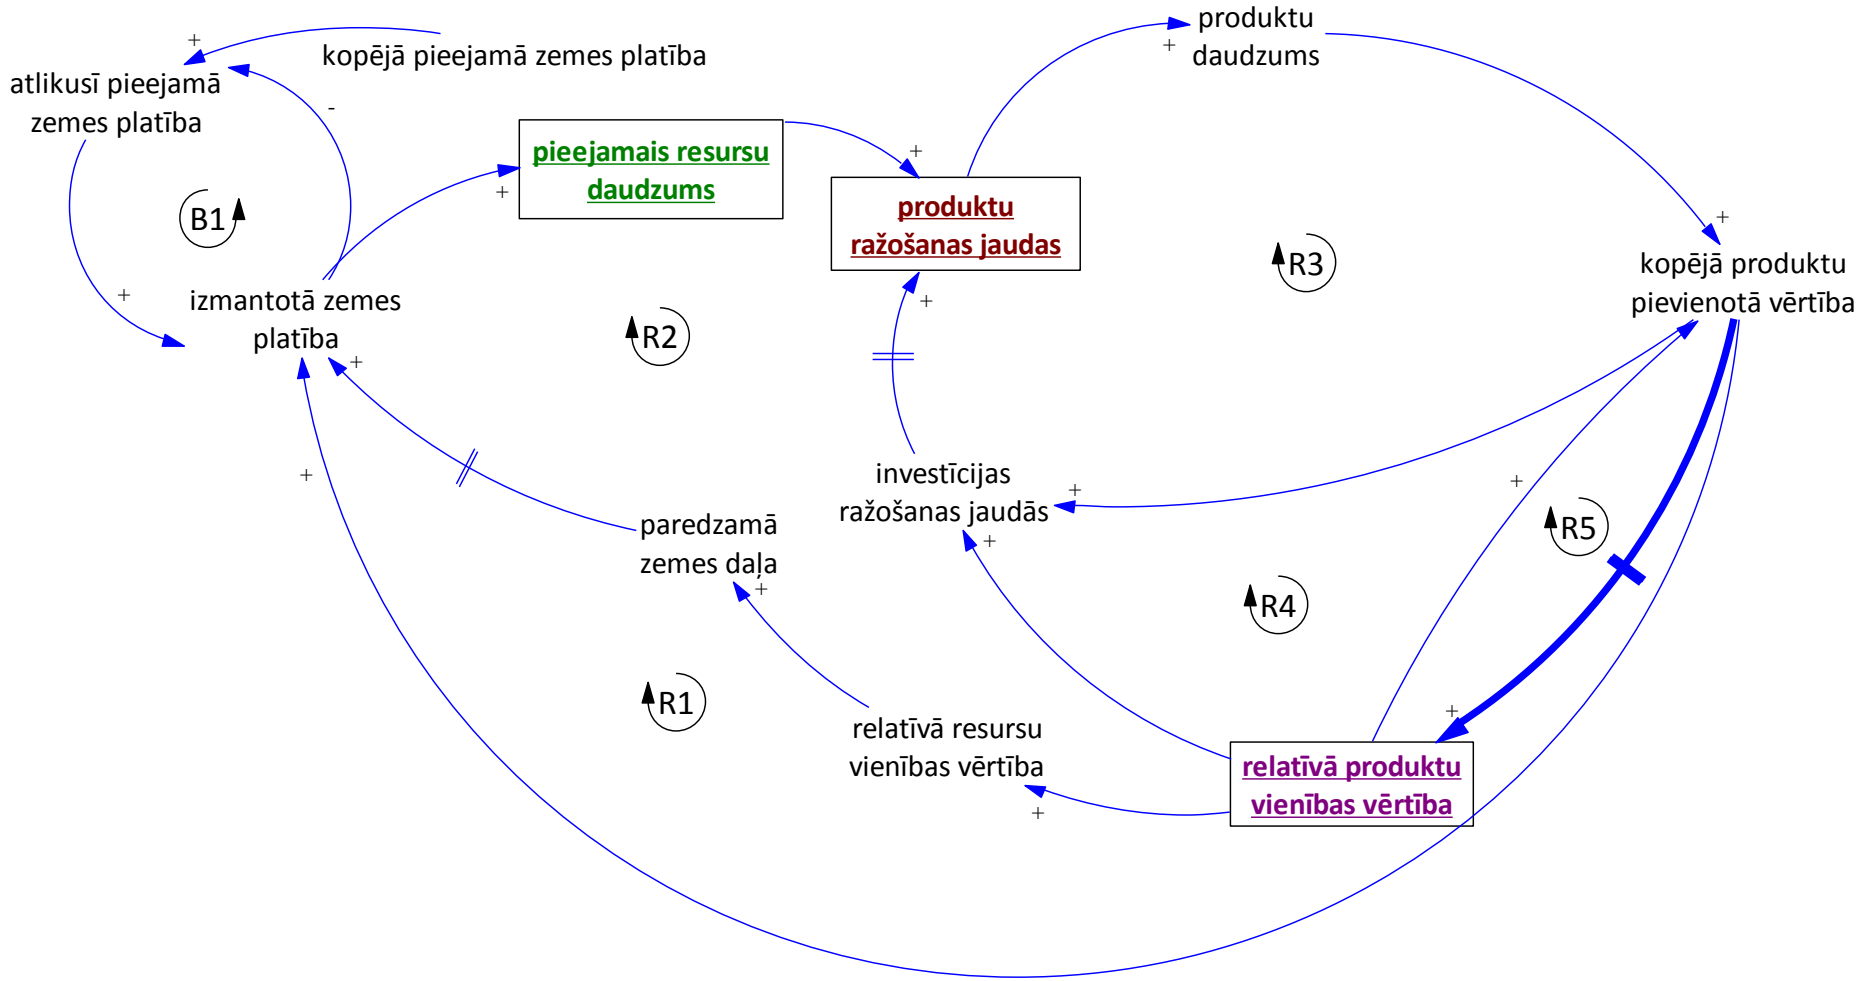 produktu
daudzums
+
kopējā pieejamā zemes platība
+
atlikusī pieejamā
zemes platība
-
pieejamais resursu
daudzums
+
+
produktu
ražošanas jaudas
B1
+
R3
kopējā produktu
pievienotā vērtība
+
izmantotā zemes
platība
+
R2
+
+
investīcijas
ražošanas jaudās
+
+
+
paredzamā
zemes daļa
+
R5
+
R4
R1
relatīvā resursu
vienības vērtība
+
+
relatīvā produktu
vienības vērtība